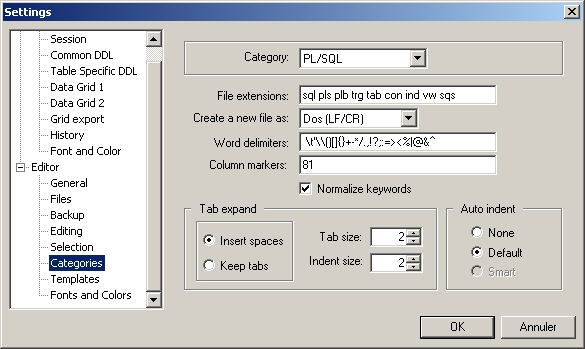 Settings
Session
Common DDL
Table Specific DDL
Data Grid 1
Data Grid 2
Grid export
History
Font and Color
Editor
General
Files
Backup
Editing
Selection
Categories
Templates
Fonts and Colors
Category: PL/SQL
File extensions: sql pls plb trg tab con ind vw sqs
Create a new file as: Dos (LF/CR)
Word delimiters: \t'\\()[]{}+-*/.,!?;:=><%|@&^
Column markers: 81
Normalize keywords
Tab expand
Insert spaces
Keep tabs
Tab size: 2
Indent size: 2
Auto indent
None
Default
Smart
OK
Annuler